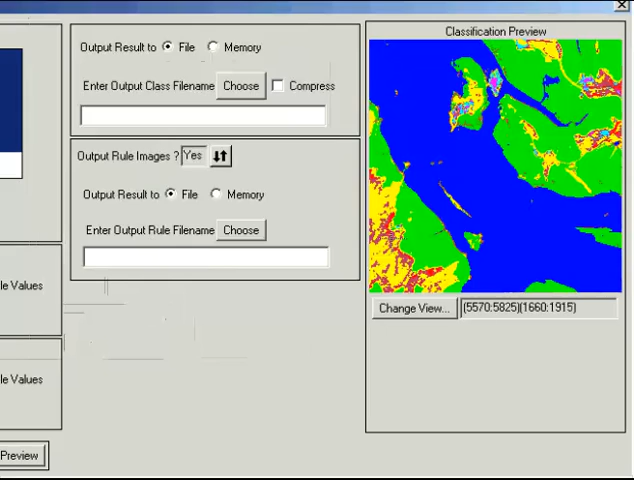 Classification Preview
Output Result to File Memory
Enter Output Class Filename Choose Compress
Output Rule Images ? Yes
Output Result to File Memory
Enter Output Rule Filename Choose
le Values
Change View... (5570:5825)(1660:1915)
le Values
Preview